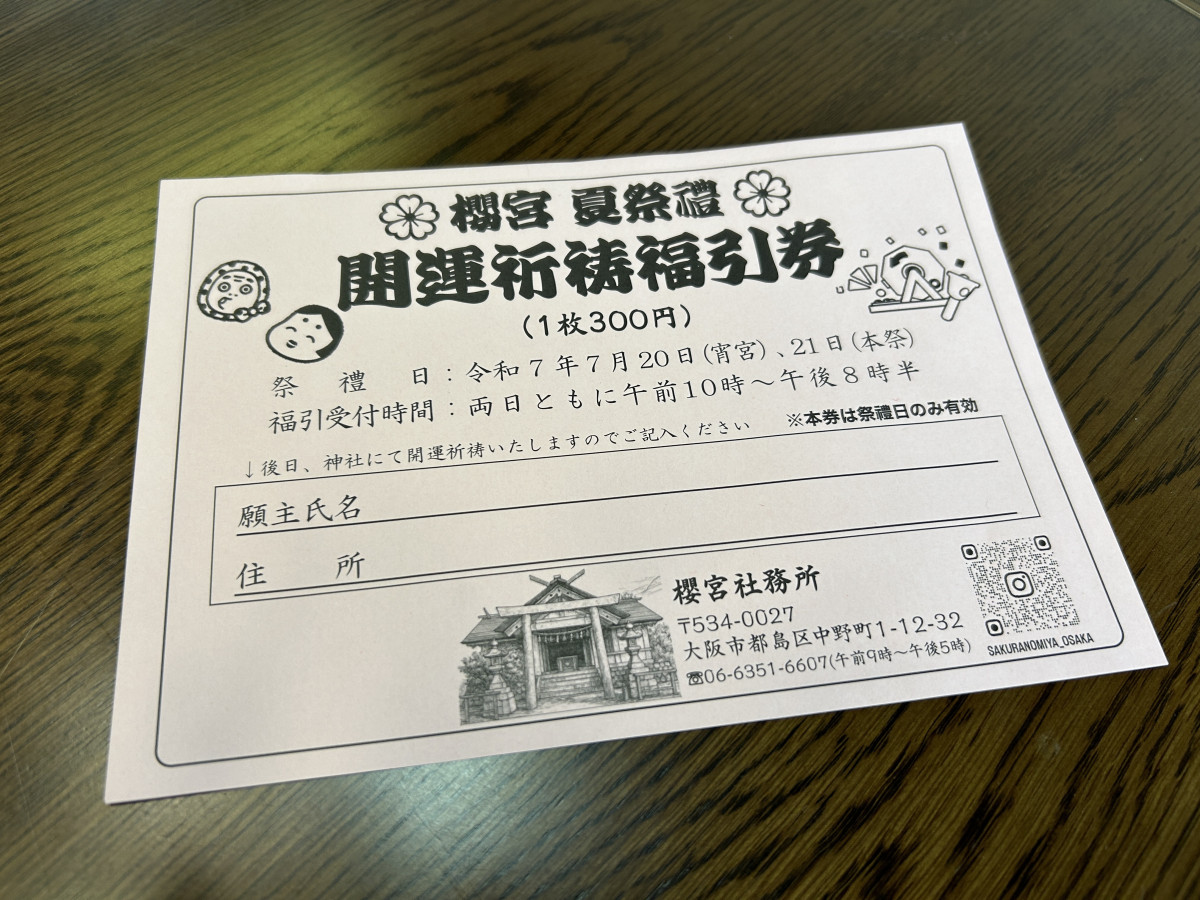 櫻宮 夏祭禮
開運祈祷福引券
(1枚300円)
祭禮日：令和7年7月20日(宵宮)、21日(本祭)
福引受付時間：両日ともに午前10時～午後8時半
※本券は祭禮日のみ有効
↓後日、神社にて開運祈祷いたしますのでご記入ください
願主氏名
住所
櫻宮社務所
〒534-0027
大阪市都島区中野町1-12-32
☎06-6351-6607(午前9時～午後5時)
SAKURANOMIYA_OSAKA